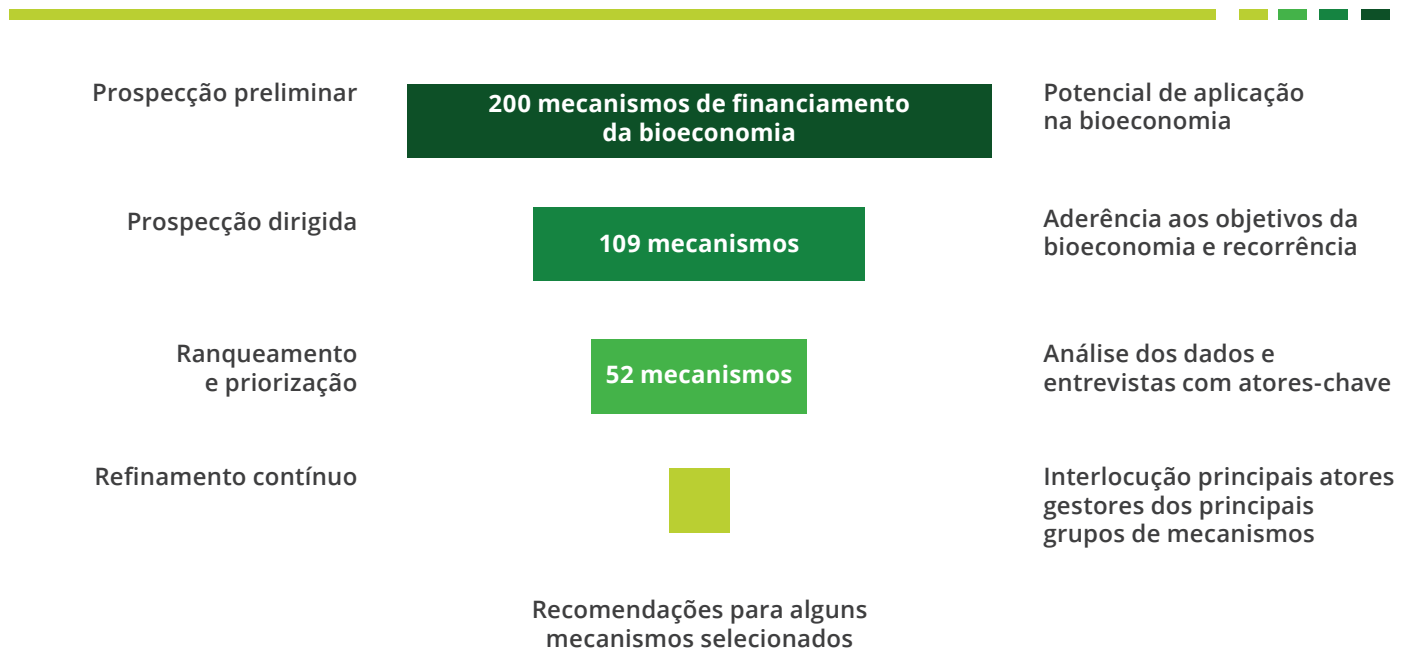 Prospecção preliminar
200 mecanismos de financiamento
da bioeconomia
Potencial de aplicação
na bioeconomia
Prospecção dirigida
109 mecanismos
Aderência aos objetivos da
bioeconomia e recorrência
Ranqueamento
e priorização
52 mecanismos
Análise dos dados e
entrevistas com atores-chave
Refinamento contínuo
Interlocução principais atores
gestores dos principais
grupos de mecanismos
Recomendações para alguns
mecanismos selecionados